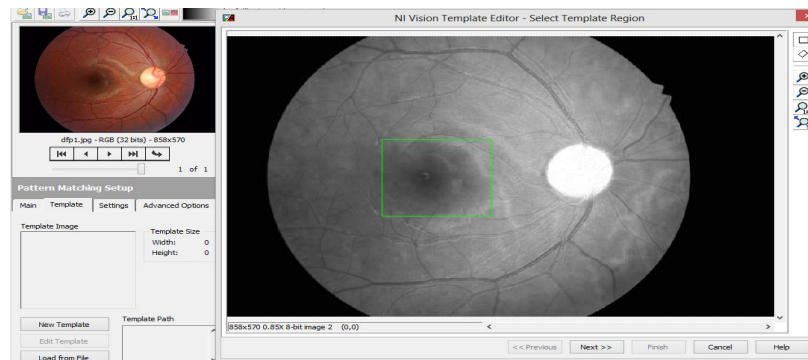 NI Vision Template Editor - Select Template Region
dfp1.jpg - RGB (32 bits) - 858x570
1 of 1
Pattern Matching Setup
Main Template Settings Advanced Options
Template Image
Template Size
Width: 0
Height: 0
New Template
Template Path
Edit Template
Load from File
858x570 0.85X 8-bit image 2 (0,0)
<< Previous Next >> Finish Cancel Help